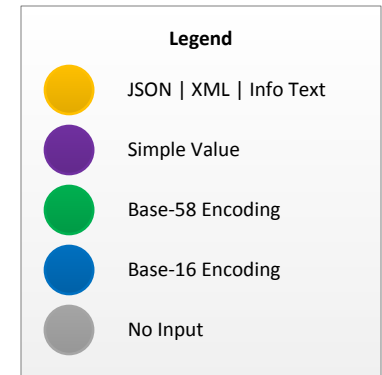 Legend
JSON | XML | Info Text
Simple Value
Base-58 Encoding
Base-16 Encoding
No Input